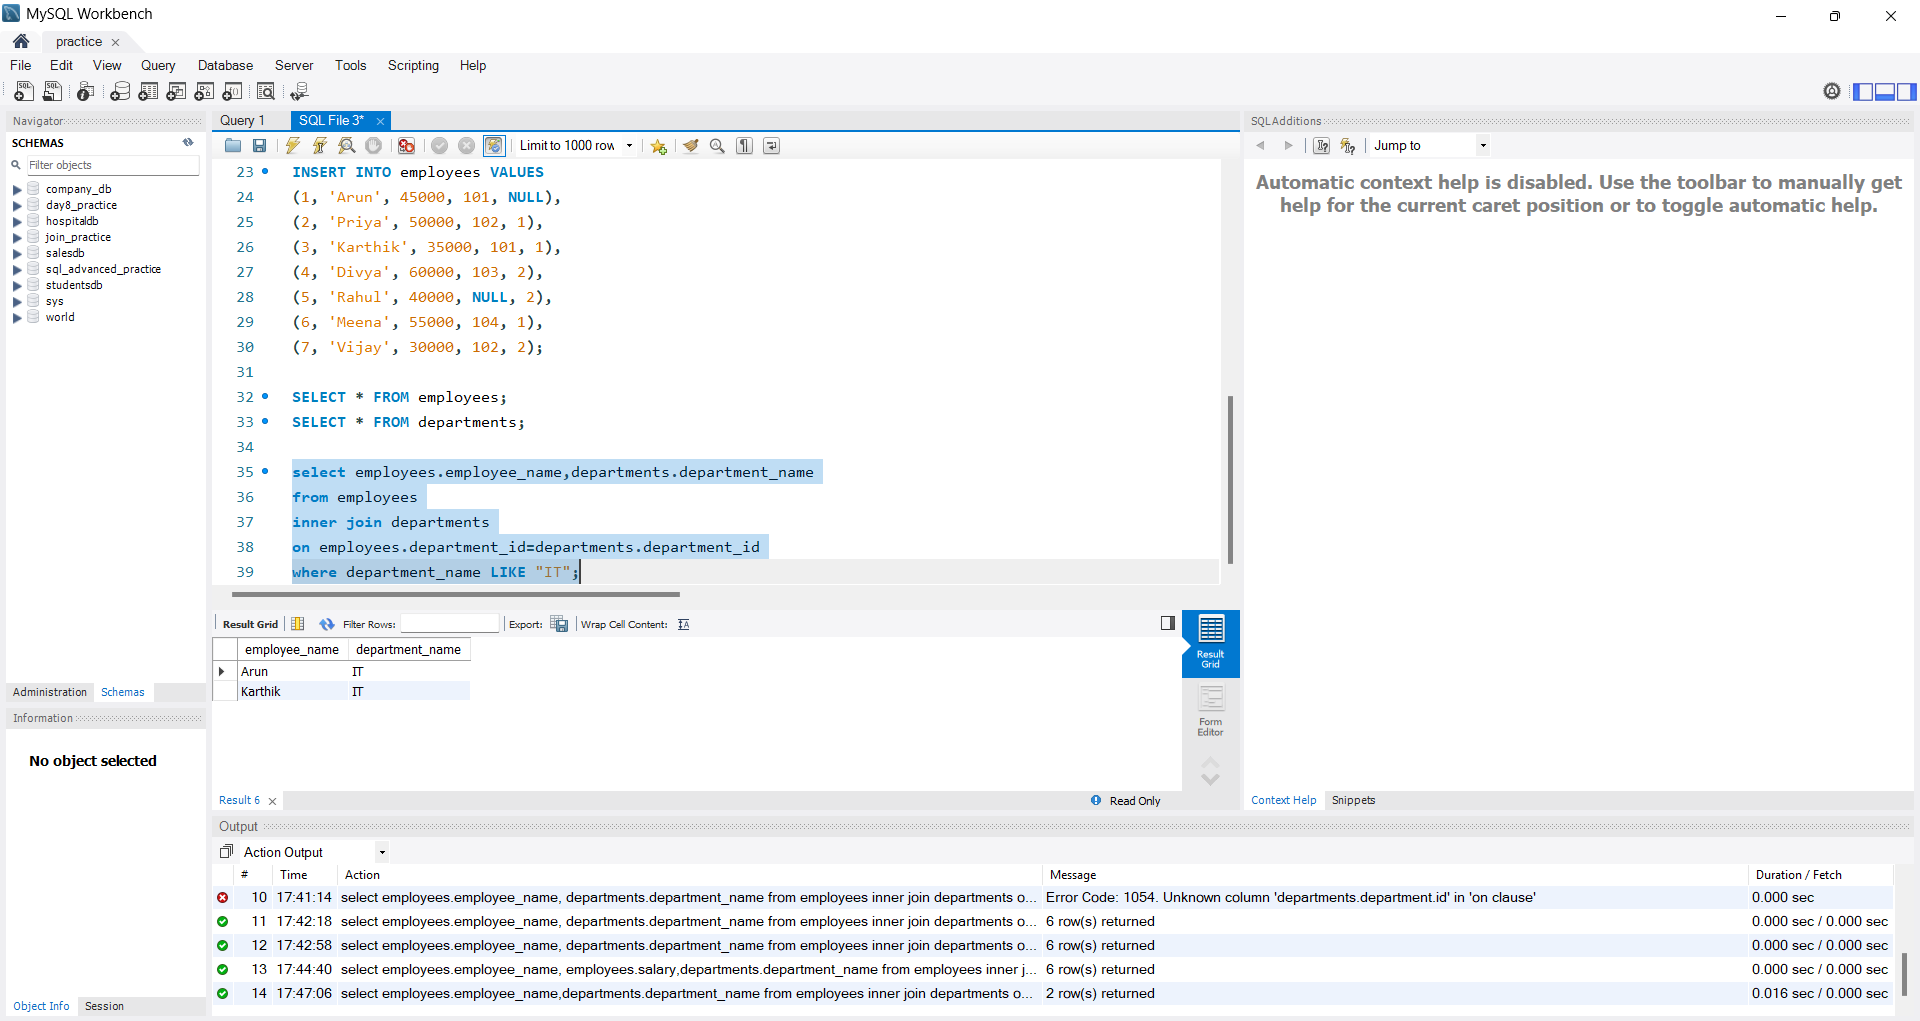 MySQL Workbench
practice
File Edit View Query Database Server Tools Scripting Help
Navigator
SCHEMAS
Filter objects
company_db
day8_practice
hospitaldb
join_practice
salesdb
sql_advanced_practice
studentsdb
sys
world
Administration Schemas
Information
No object selected
Object Info Session
Query 1 SQL File 3*
Limit to 1000 row
23 INSERT INTO employees VALUES
24 (1, 'Arun', 45000, 101, NULL),
25 (2, 'Priya', 50000, 102, 1),
26 (3, 'Karthik', 35000, 101, 1),
27 (4, 'Divya', 60000, 103, 2),
28 (5, 'Rahul', 40000, NULL, 2),
29 (6, 'Meena', 55000, 104, 1),
30 (7, 'Vijay', 30000, 102, 2);
31
32 SELECT * FROM employees;
33 SELECT * FROM departments;
34
35 select employees.employee_name,departments.department_name
36 from employees
37 inner join departments
38 on employees.department_id=departments.department_id
39 where department_name LIKE "IT";
Result Grid Filter Rows: Export: Wrap Cell Content:
employee_name department_name
Arun IT
Karthik IT
Result Grid
Form Editor
Result 6 Read Only
SQLAdditions
Jump to
Automatic context help is disabled. Use the toolbar to manually get
help for the current caret position or to toggle automatic help.
Context Help Snippets
Output
Action Output
# Time Action Message Duration / Fetch
10 17:41:14 select employees.employee_name, departments.department_name from employees inner join departments o... Error Code: 1054. Unknown column 'departments.department.id' in 'on clause' 0.000 sec
11 17:42:18 select employees.employee_name, departments.department_name from employees inner join departments o... 6 row(s) returned 0.000 sec / 0.000 sec
12 17:42:58 select employees.employee_name, departments.department_name from employees inner join departments o... 6 row(s) returned 0.000 sec / 0.000 sec
13 17:44:40 select employees.employee_name, employees.salary,departments.department_name from employees inner j... 6 row(s) returned 0.000 sec / 0.000 sec
14 17:47:06 select employees.employee_name,departments.department_name from employees inner join departments o... 2 row(s) returned 0.016 sec / 0.000 sec